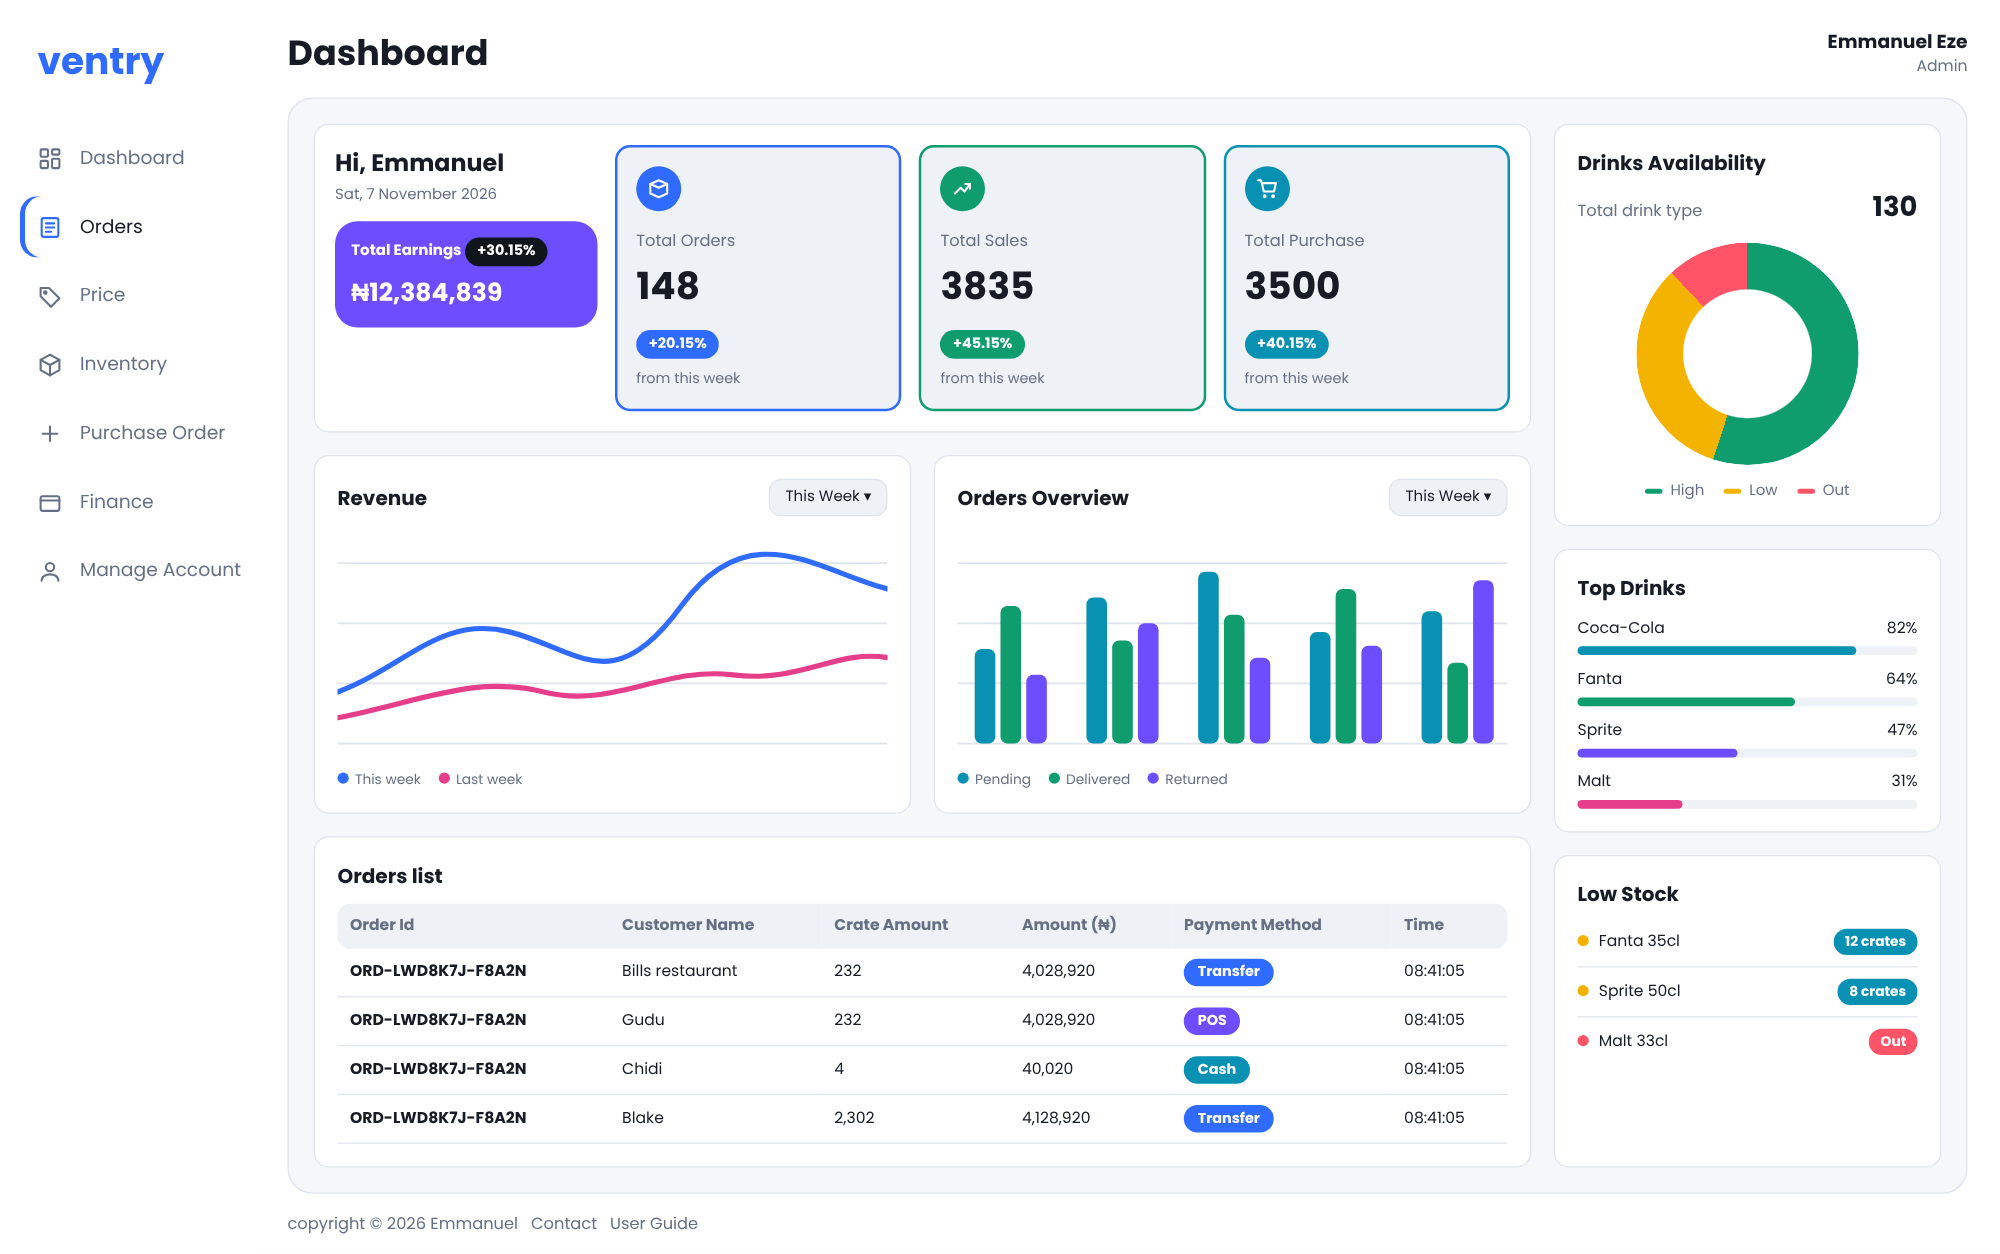 ventry
Dashboard
Orders
Price
Inventory
Purchase Order
Finance
Manage Account
Dashboard
Emmanuel Eze
Admin
Hi, Emmanuel
Sat, 7 November 2026
Total Earnings +30.15%
₦12,384,839
Total Orders
148
+20.15%
from this week
Total Sales
3835
+45.15%
from this week
Total Purchase
3500
+40.15%
from this week
Revenue
This Week ▾
This week Last week
Orders Overview
This Week ▾
Pending Delivered Returned
Orders list
Order Id Customer Name Crate Amount Amount (₦) Payment Method Time
ORD-LWD8K7J-F8A2N Bills restaurant 232 4,028,920 Transfer 08:41:05
ORD-LWD8K7J-F8A2N Gudu 232 4,028,920 POS 08:41:05
ORD-LWD8K7J-F8A2N Chidi 4 40,020 Cash 08:41:05
ORD-LWD8K7J-F8A2N Blake 2,302 4,128,920 Transfer 08:41:05
Drinks Availability
Total drink type 130
High Low Out
Top Drinks
Coca-Cola 82%
Fanta 64%
Sprite 47%
Malt 31%
Low Stock
Fanta 35cl 12 crates
Sprite 50cl 8 crates
Malt 33cl Out
copyright © 2026 Emmanuel Contact User Guide